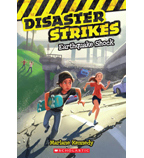 DISASTER
STRIKES
Earthquake Shock
Marlane Kennedy
SCHOLASTIC